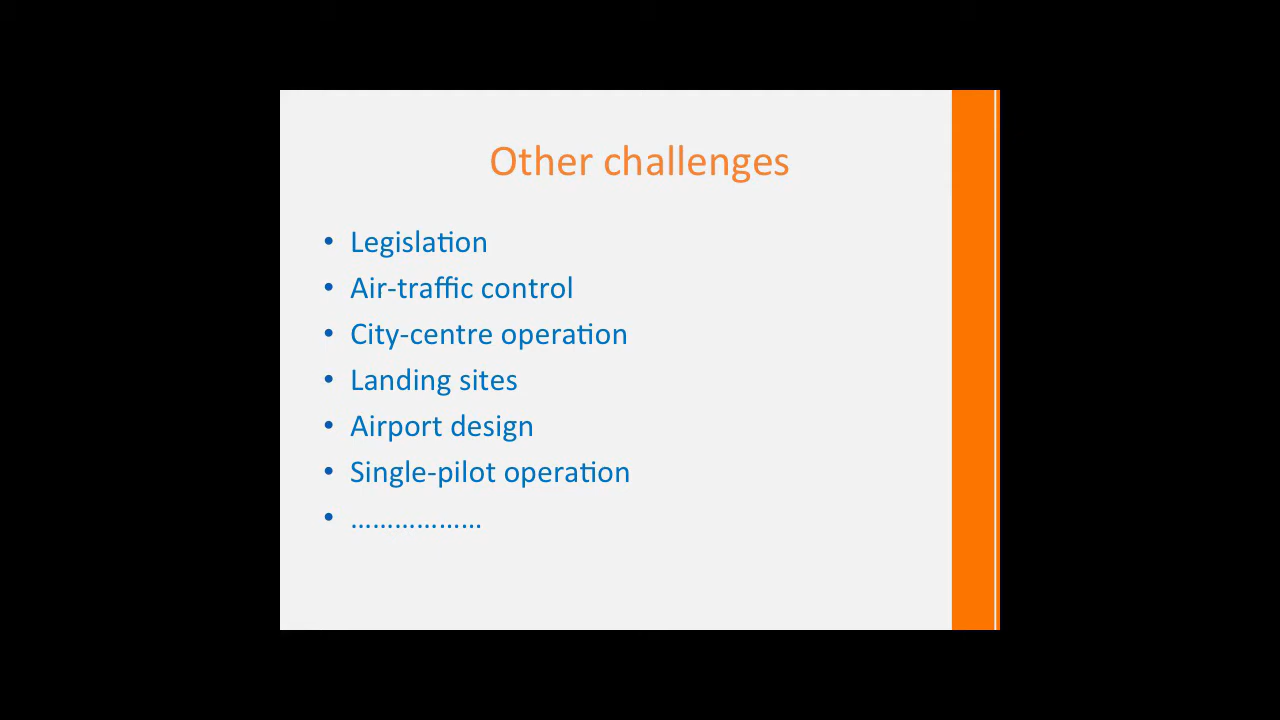 Other challenges
• Legislation
• Air-traffic control
• City-centre operation
• Landing sites
• Airport design
• Single-pilot operation
• ………………